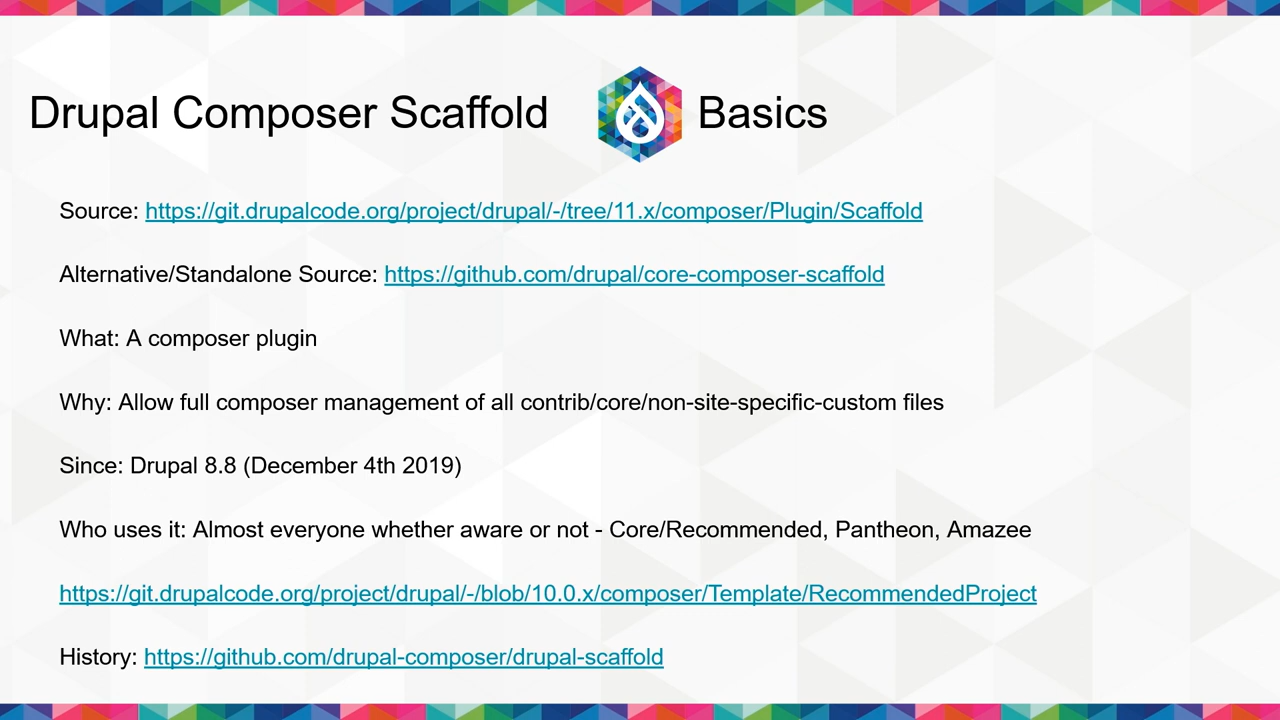 Drupal Composer Scaffold Basics
Source: https://git.drupalcode.org/project/drupal/-/tree/11.x/composer/Plugin/Scaffold
Alternative/Standalone Source: https://github.com/drupal/core-composer-scaffold
What: A composer plugin
Why: Allow full composer management of all contrib/core/non-site-specific-custom files
Since: Drupal 8.8 (December 4th 2019)
Who uses it: Almost everyone whether aware or not - Core/Recommended, Pantheon, Amazee
https://git.drupalcode.org/project/drupal/-/blob/10.0.x/composer/Template/RecommendedProject
History: https://github.com/drupal-composer/drupal-scaffold